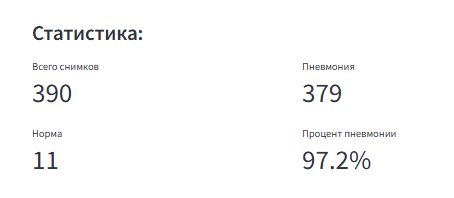 Статистика:
Всего снимков
390
Пневмония
379
Норма
11
Процент пневмонии
97.2%